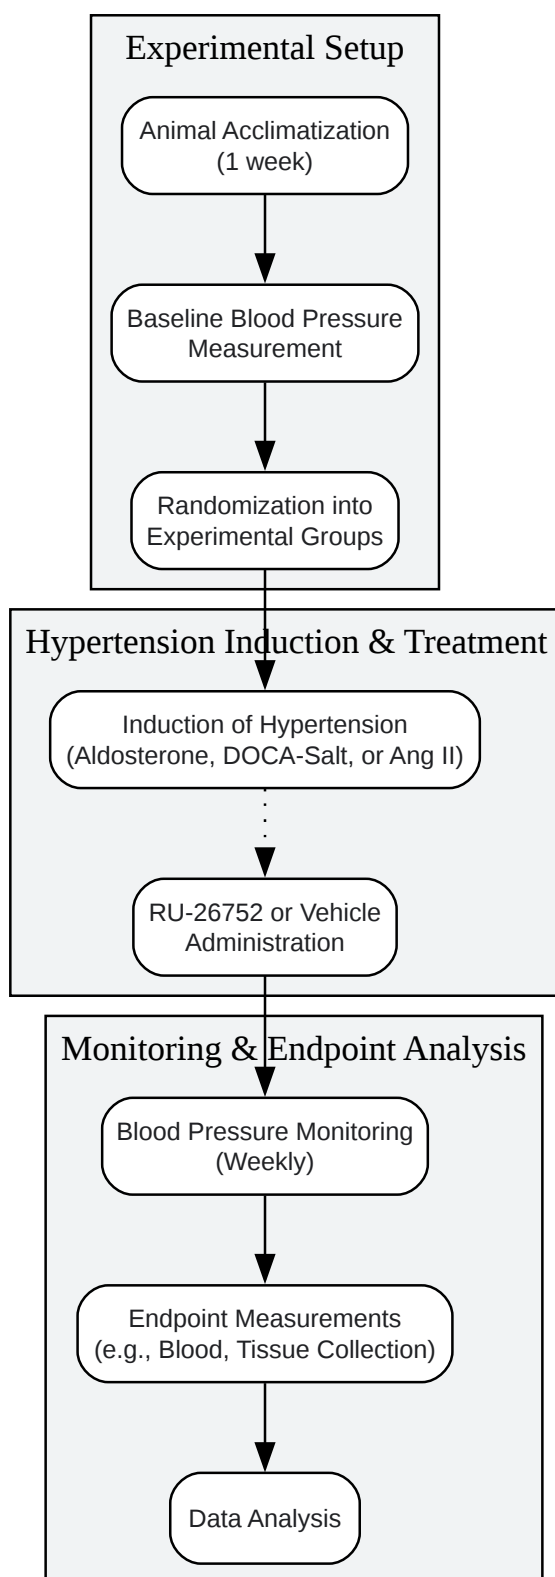 Experimental Setup
Animal Acclimatization
(1 week)
Baseline Blood Pressure
Measurement
Randomization into
Experimental Groups
Hypertension Induction & Treatment
Induction of Hypertension
(Aldosterone, DOCA-Salt, or Ang II)
RU-26752 or Vehicle
Administration
Monitoring & Endpoint Analysis
Blood Pressure Monitoring
(Weekly)
Endpoint Measurements
(e.g., Blood, Tissue Collection)
Data Analysis